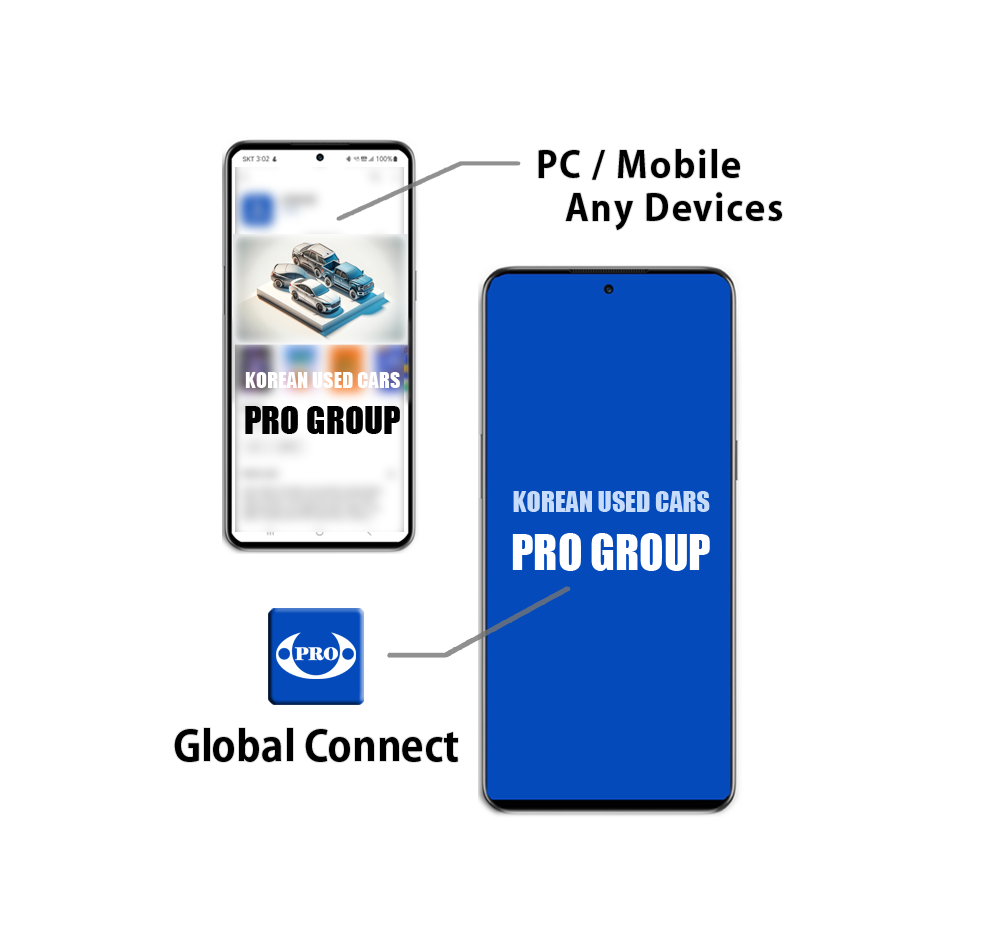 SKT 3:02
100%
PC / Mobile
Any Devices
KOREAN USED CARS
PRO GROUP
KOREAN USED CARS
PRO GROUP
PRO
Global Connect